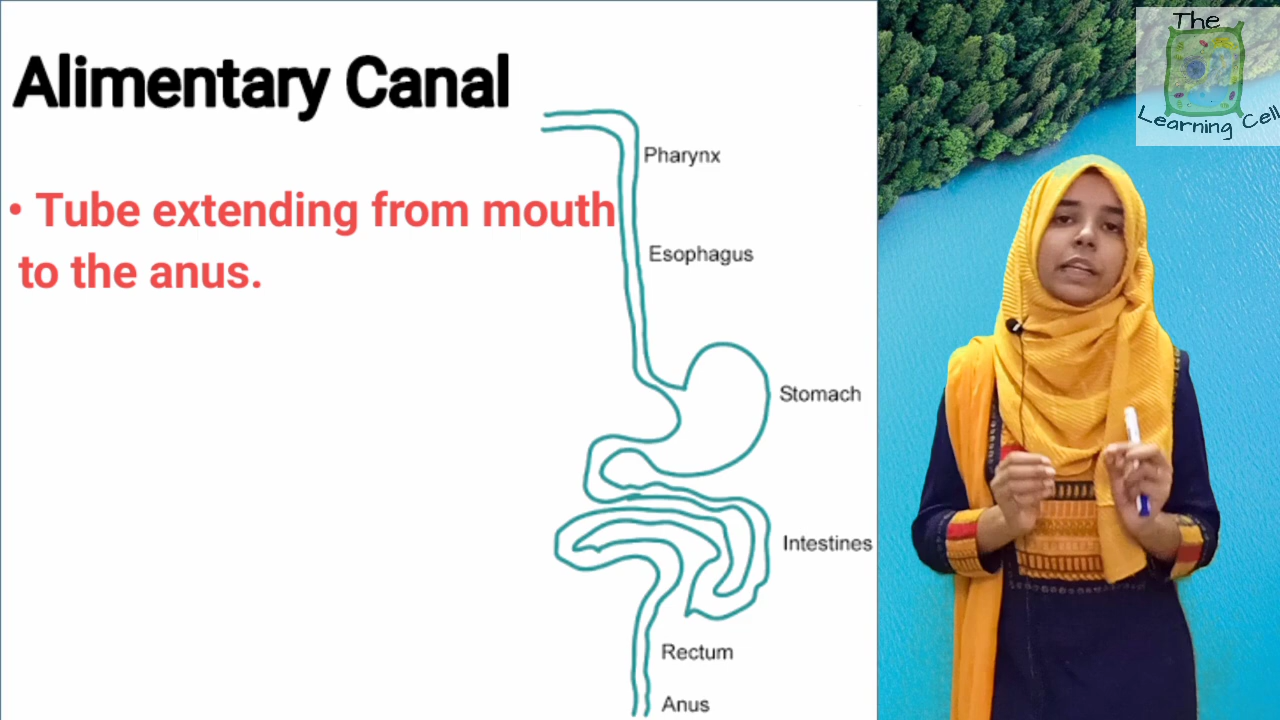 The
Learning Cell
Alimentary Canal
• Tube extending from mouth
to the anus.
Pharynx
Esophagus
Stomach
Intestines
Rectum
Anus